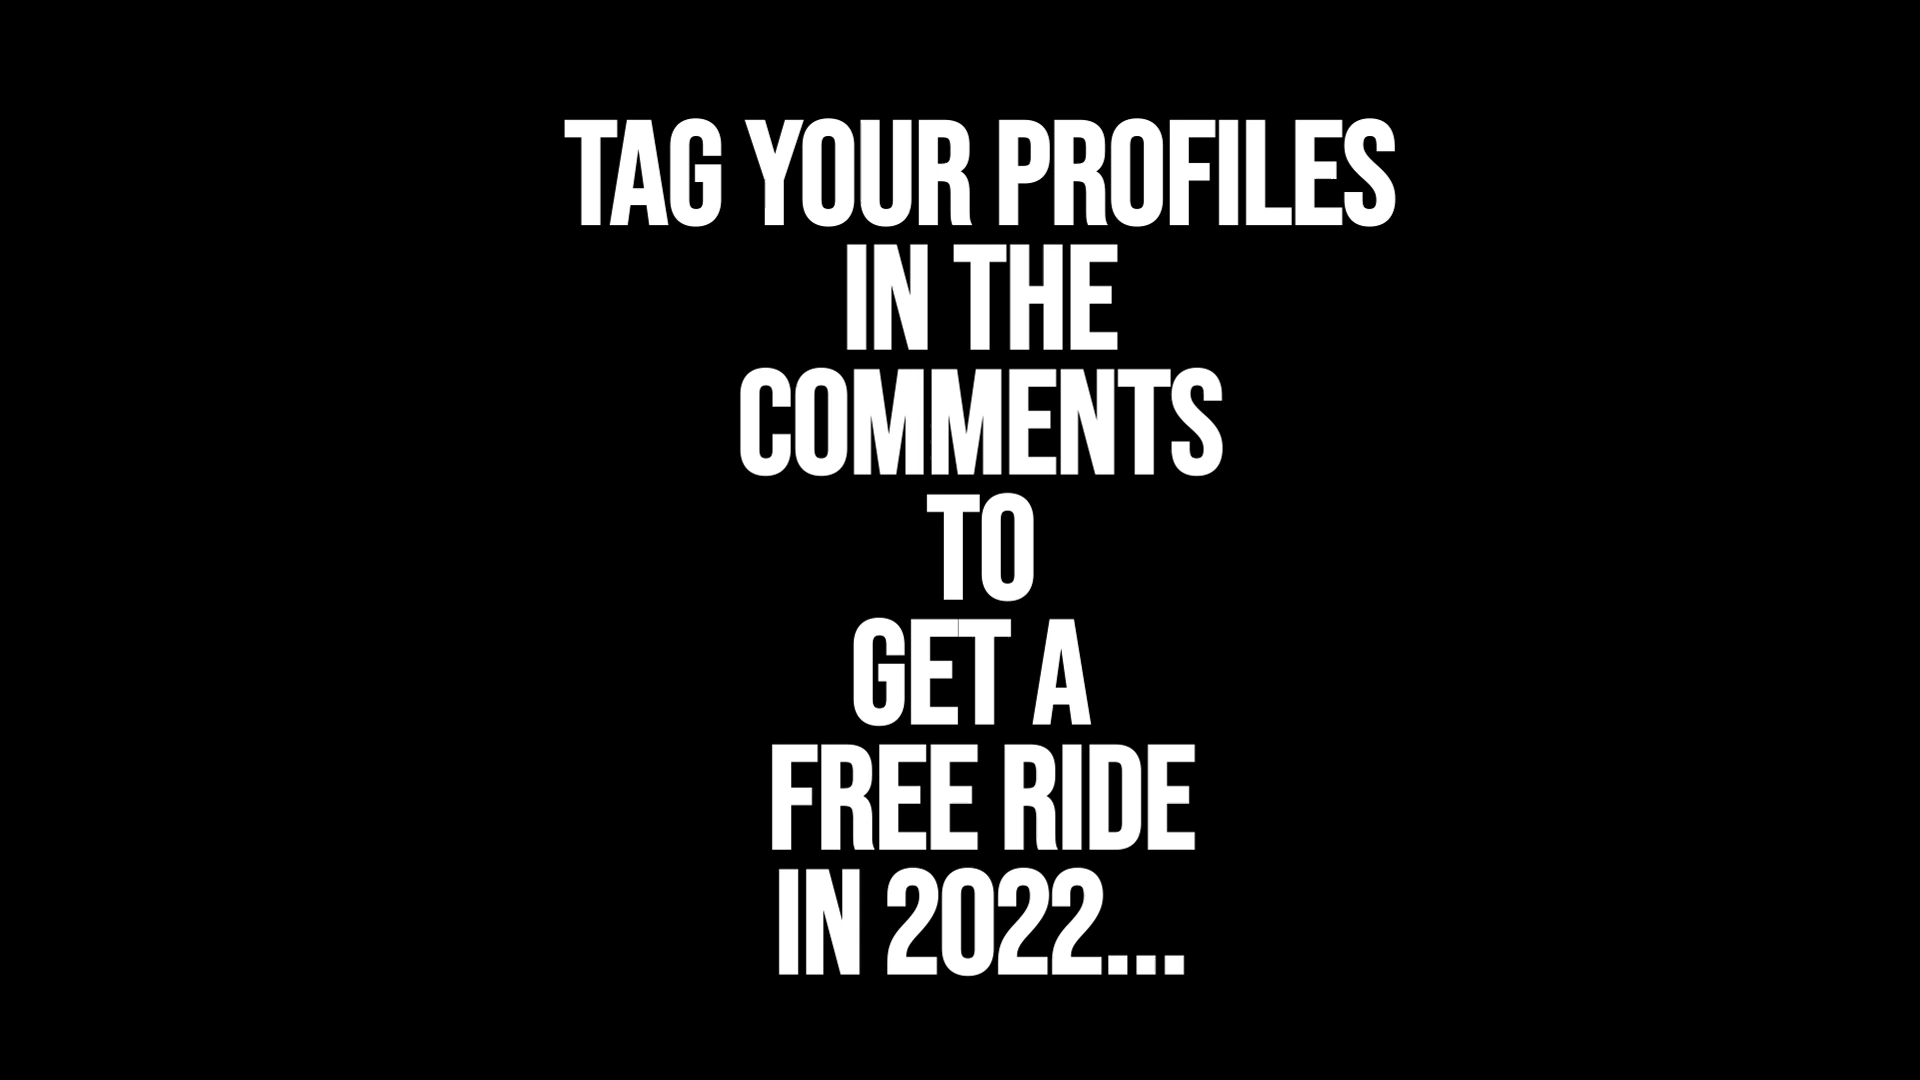 TAG YOUR PROFILES
IN THE
COMMENTS
TO
GET A
FREE RIDE
IN 2022...